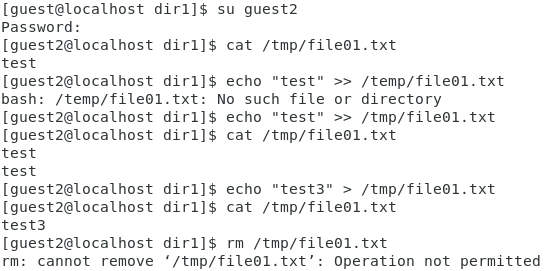 [guest@localhost dir1]$ su guest2
Password:
[guest2@localhost dir1]$ cat /tmp/file01.txt
test
[guest2@localhost dir1]$ echo "test" >> /temp/file01.txt
bash: /temp/file01.txt: No such file or directory
[guest2@localhost dir1]$ echo "test" >> /tmp/file01.txt
[guest2@localhost dir1]$ cat /tmp/file01.txt
test
test
[guest2@localhost dir1]$ echo "test3" > /tmp/file01.txt
[guest2@localhost dir1]$ cat /tmp/file01.txt
test3
[guest2@localhost dir1]$ rm /tmp/file01.txt
rm: cannot remove ‘/tmp/file01.txt’: Operation not permitted